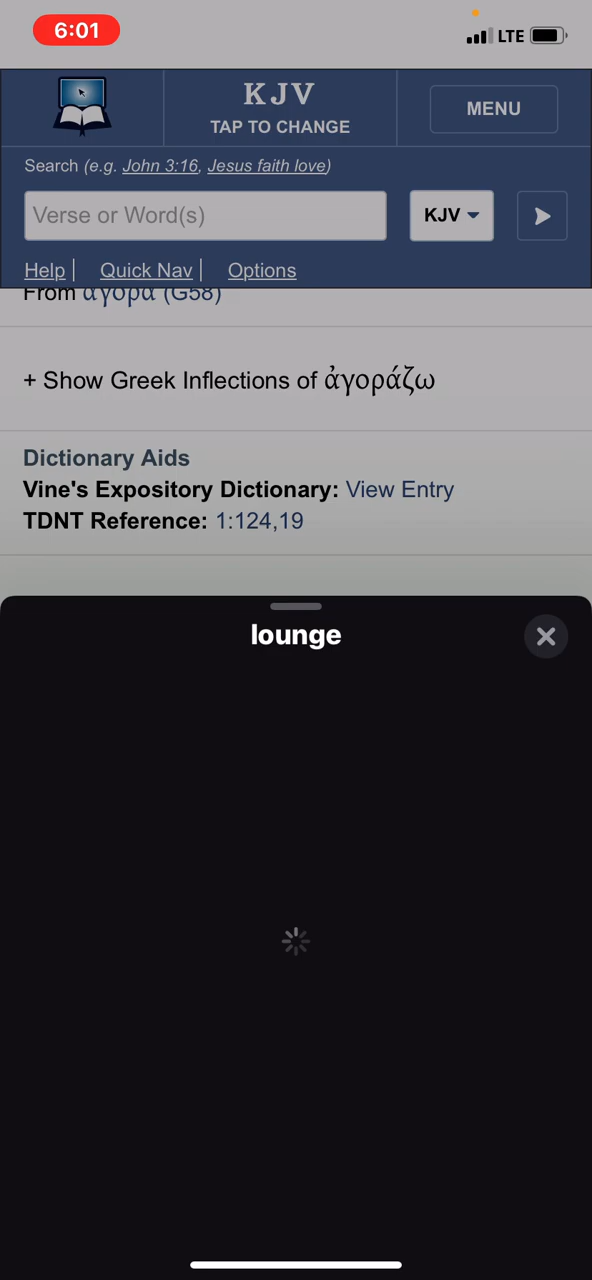 6:01
LTE
KJV
TAP TO CHANGE
MENU
Search (e.g. John 3:16, Jesus faith love)
Verse or Word(s)
KJV
Help | Quick Nav | Options
From ἀγορά (G58)
+ Show Greek Inflections of ἀγοράζω
Dictionary Aids
Vine's Expository Dictionary: View Entry
TDNT Reference: 1:124,19
lounge